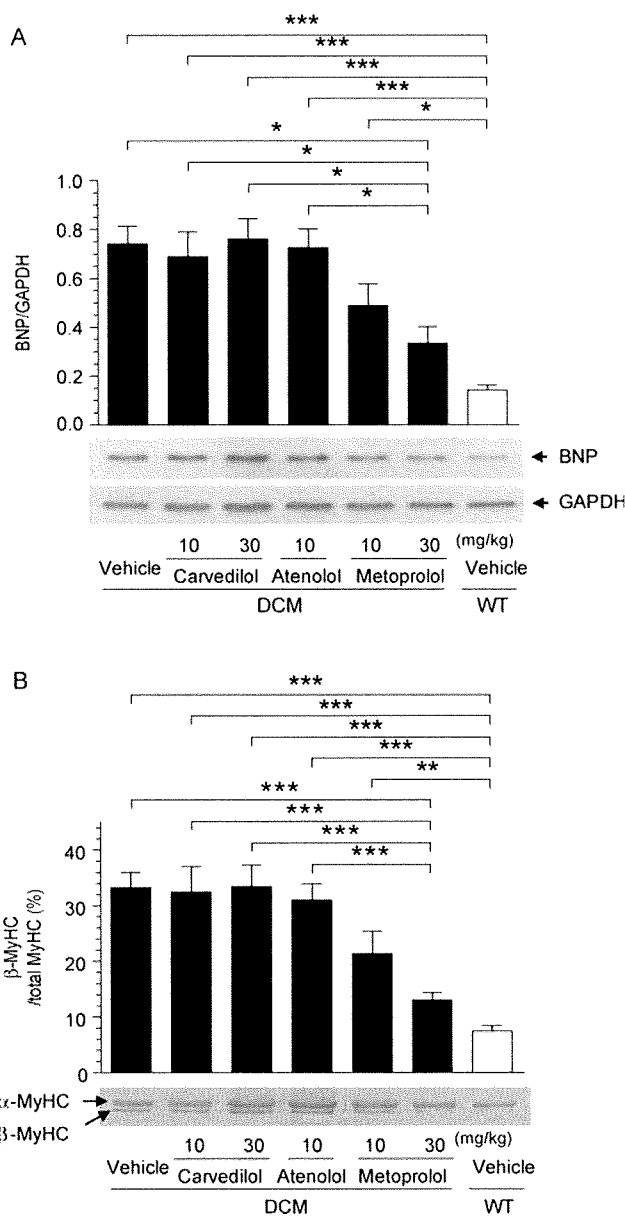 A
***
***
***
***
*
*
*
*
*
1.0
0.8
0.6
0.4
0.2
0.0
BNP/GAPDH
BNP
GAPDH
10 30 10 10 30 (mg/kg)
Vehicle Carvedilol Atenolol Metoprolol Vehicle
DCM WT
B
***
***
***
***
**
***
***
***
***
40
30
20
10
0
β-MyHC
/total MyHC (%)
α-MyHC
β-MyHC
10 30 10 10 30 (mg/kg)
Vehicle Carvedilol Atenolol Metoprolol Vehicle
DCM WT